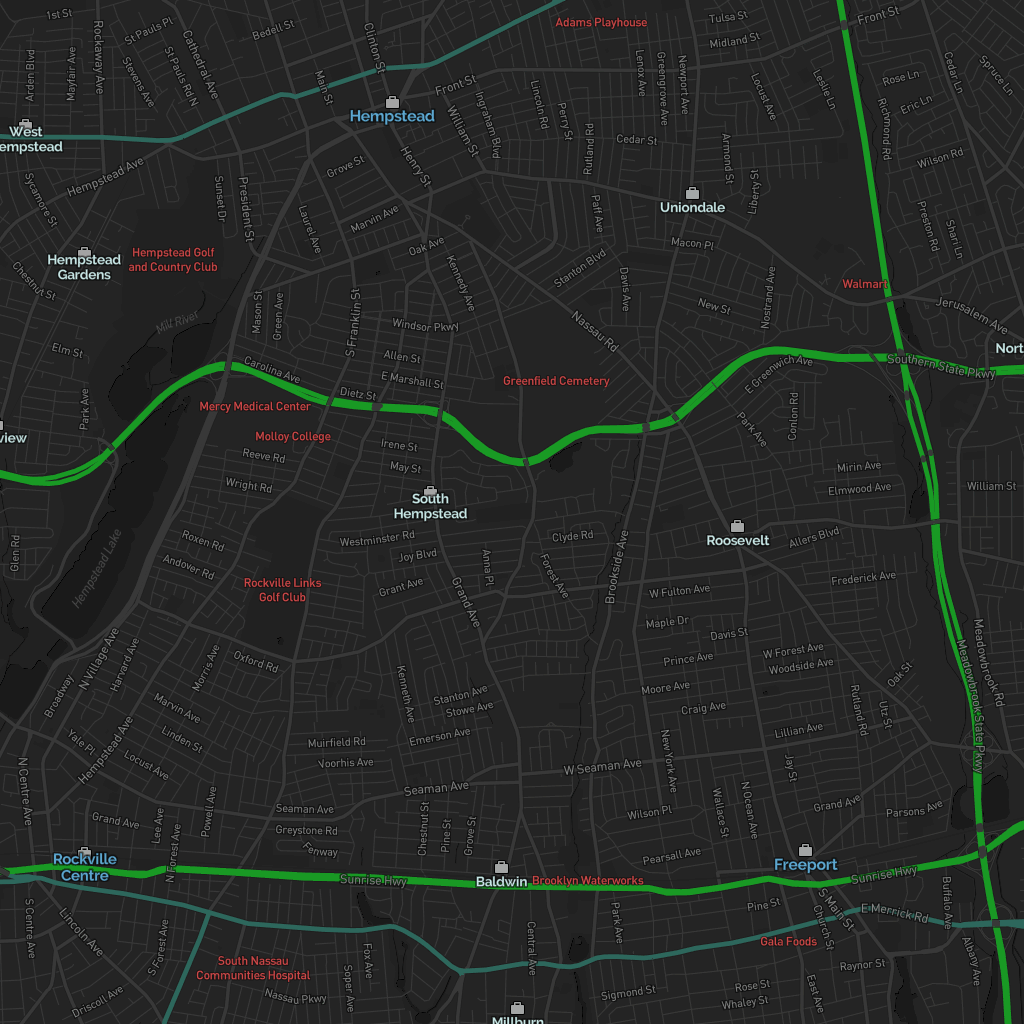 1st St
St Pauls Pl
Bedell St
Clinton St
Adams Playhouse
Tulsa St
Front St
Arden Blvd
Mayfair Ave
Rockaway Ave
Stevens Ave
St Pauls Rd N
Cathedral Ave
Main St
Midland St
Lenox Ave
Greengrove Ave
Newport Ave
Locust Ave
Leslie Ln
Rose Ln
Cedar Ln
Spruce Ln
Eric Ln
Richmond Rd
Front St
Hempstead
William St
Ingraham Blvd
Lincoln Rd
Perry St
Rutland Rd
Cedar St
Armond St
Liberty St
Wilson Rd
West
empstead
Hempstead Ave
Sycamore St
Sunset Dr
President St
Grove St
Henry St
Laurel Ave
Marvin Ave
Uniondale
Paff Ave
Preston Rd
Shari Ln
Hempstead
Gardens
Hempstead Golf
and Country Club
Oak Ave
Kennedy Ave
Stanton Blvd
Macon Pl
Davis Ave
Nostrand Ave
Walmart
Chestnut St
Mill River
Mason St
Green Ave
S Franklin St
Windsor Pkwy
Nassau Rd
New St
Jerusalem Ave
Elm St
Allen St
E Marshall St
Carolina Ave
Dietz St
Greenfield Cemetery
E Greenwich Ave
Southern State Pkwy
Nort
Park Ave
Mercy Medical Center
Molloy College
Conlon Rd
Park Ave
view
Reeve Rd
Irene St
May St
Wright Rd
South
Hempstead
Mirin Ave
Elmwood Ave
William St
Glen Rd
Roxen Rd
Andover Rd
Westminster Rd
Joy Blvd
Clyde Rd
Roosevelt
Allers Blvd
Hempstead Lake
Rockville Links
Golf Club
Grant Ave
Grand Ave
Anna Pl
Forest Ave
Brookside Ave
W Fulton Ave
Frederick Ave
Maple Dr
Davis St
Meadowbrook Rd
Meadowbrook State Pkwy
N Village Ave
Harvard Ave
Morris Ave
Oxford Rd
Prince Ave
W Forest Ave
Woodside Ave
Oak St
Broadway
Kenneth Ave
Stanton Ave
Stowe Ave
Moore Ave
Craig Ave
Rutland Rd
Utz St
Marvin Ave
Linden St
Yale Pl
Hempstead Ave
Locust Ave
Muirfield Rd
Voorhis Ave
Emerson Ave
Lillian Ave
New York Ave
Jay St
N Centre Ave
Seaman Ave
W Seaman Ave
Powell Ave
Seaman Ave
Grand Ave
Lee Ave
N Forest Ave
Greystone Rd
Fenway
Chestnut St
Pine St
Grove St
Wilson Pl
Wallace St
N Ocean Ave
Grand Ave
Parsons Ave
Rockville
Centre
Pearsall Ave
Freeport
Sunrise Hwy
Baldwin
Brooklyn Waterworks
Sunrise Hwy
S Centre Ave
Lincoln Ave
S Forest Ave
Central Ave
Park Ave
Pine St
S Main St
Church St
E Merrick Rd
Buffalo Ave
Gala Foods
South Nassau
Communities Hospital
Fox Ave
Soper Ave
Raynor St
Albany Ave
Driscoll Ave
Nassau Pkwy
Sigmond St
Rose St
Whaley St
East Ave
Millburn